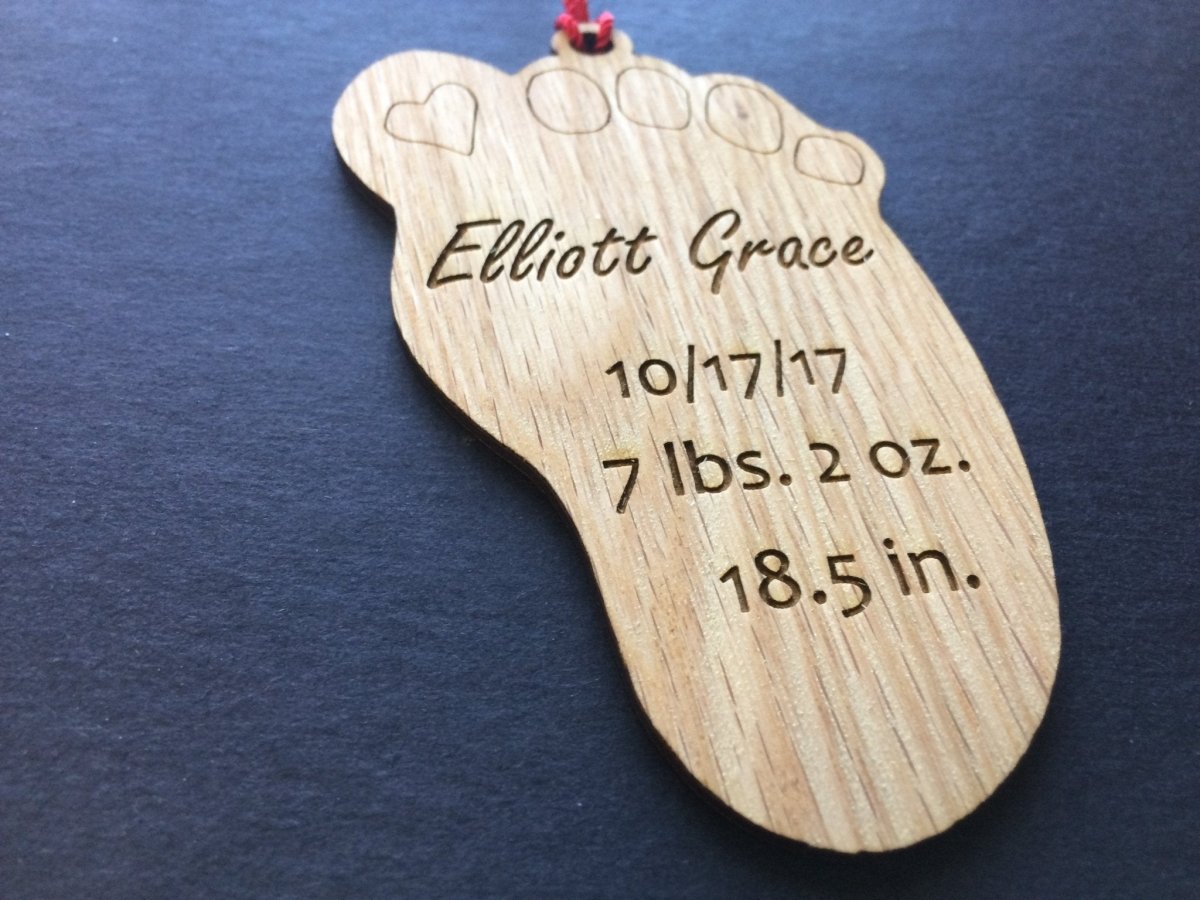 Elliott Grace
10/17/17
7 lbs. 2 oz.
18.5 in.